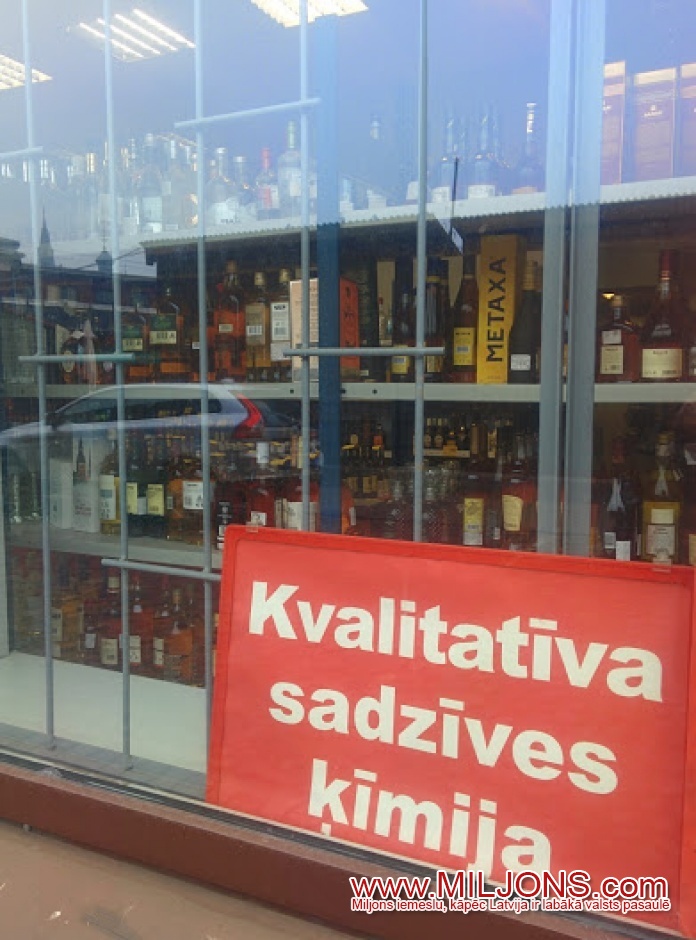 METAXA
Kvalitatīva
sadzīves
ķīmija
www.MILJONS.com
Miljons iemeslu, kāpēc Latvija ir labākā valsts pasaulē